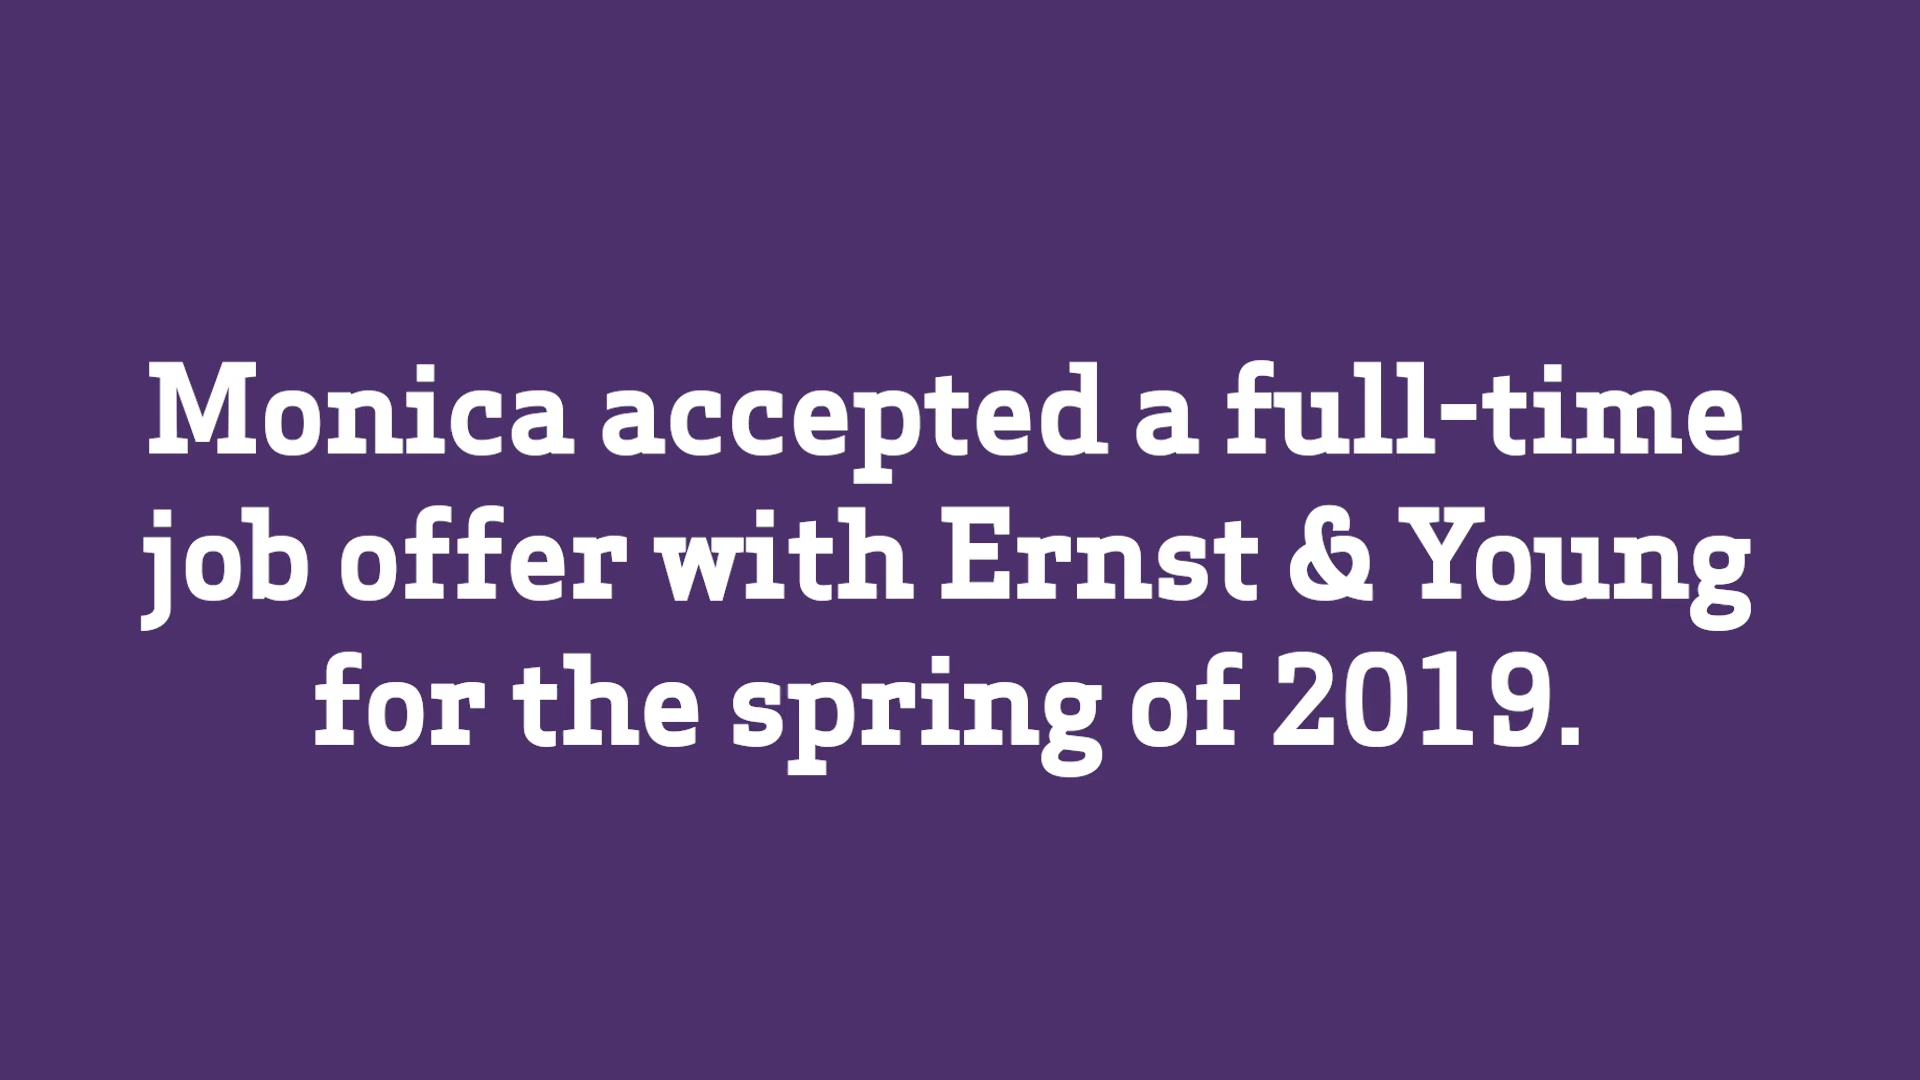 Monica accepted a full-time
job offer with Ernst & Young
for the spring of 2019.